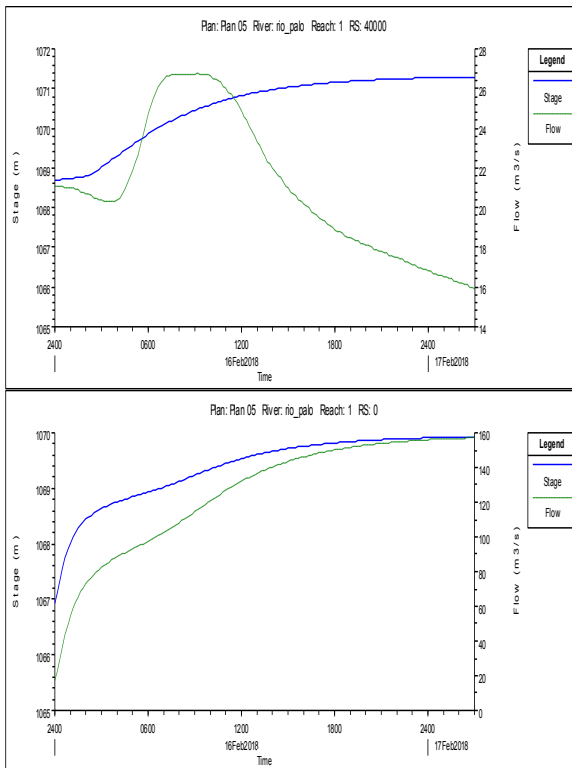 Plan: Plan 05 River: rio_palo Reach: 1 RS: 40000
1072
1071
1070
1069
1068
1067
1066
1065
Stage (m)
28
26
24
22
20
18
16
14
Flow (m3/s)
2400
0600
1200
1800
2400
16Feb2018
17Feb2018
Time
Legend
Stage
Flow
Plan: Plan 05 River: rio_palo Reach: 1 RS: 0
1070
1069
1068
1067
1066
1065
Stage (m)
160
140
120
100
80
60
40
20
0
Flow (m3/s)
2400
0600
1200
1800
2400
16Feb2018
17Feb2018
Time
Legend
Stage
Flow